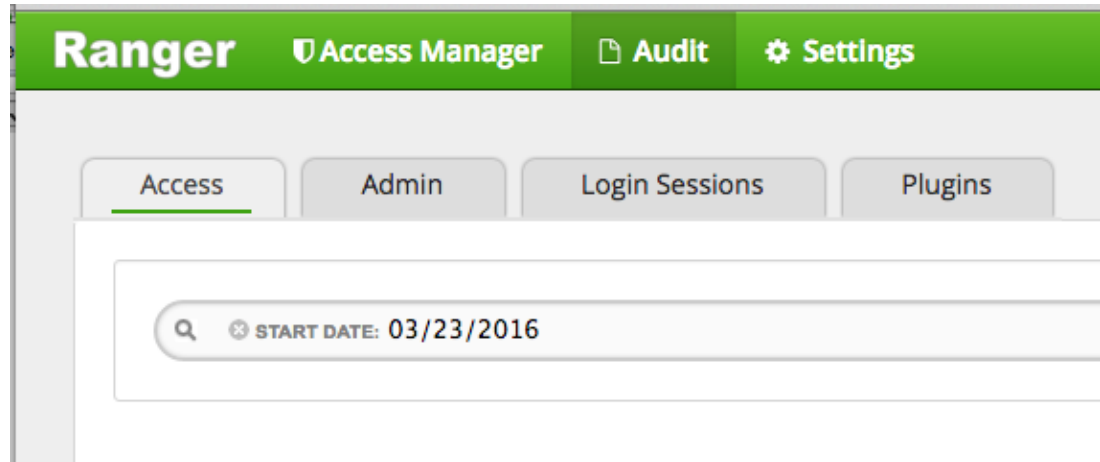 Ranger Access Manager Audit Settings
Access Admin Login Sessions Plugins
START DATE: 03/23/2016